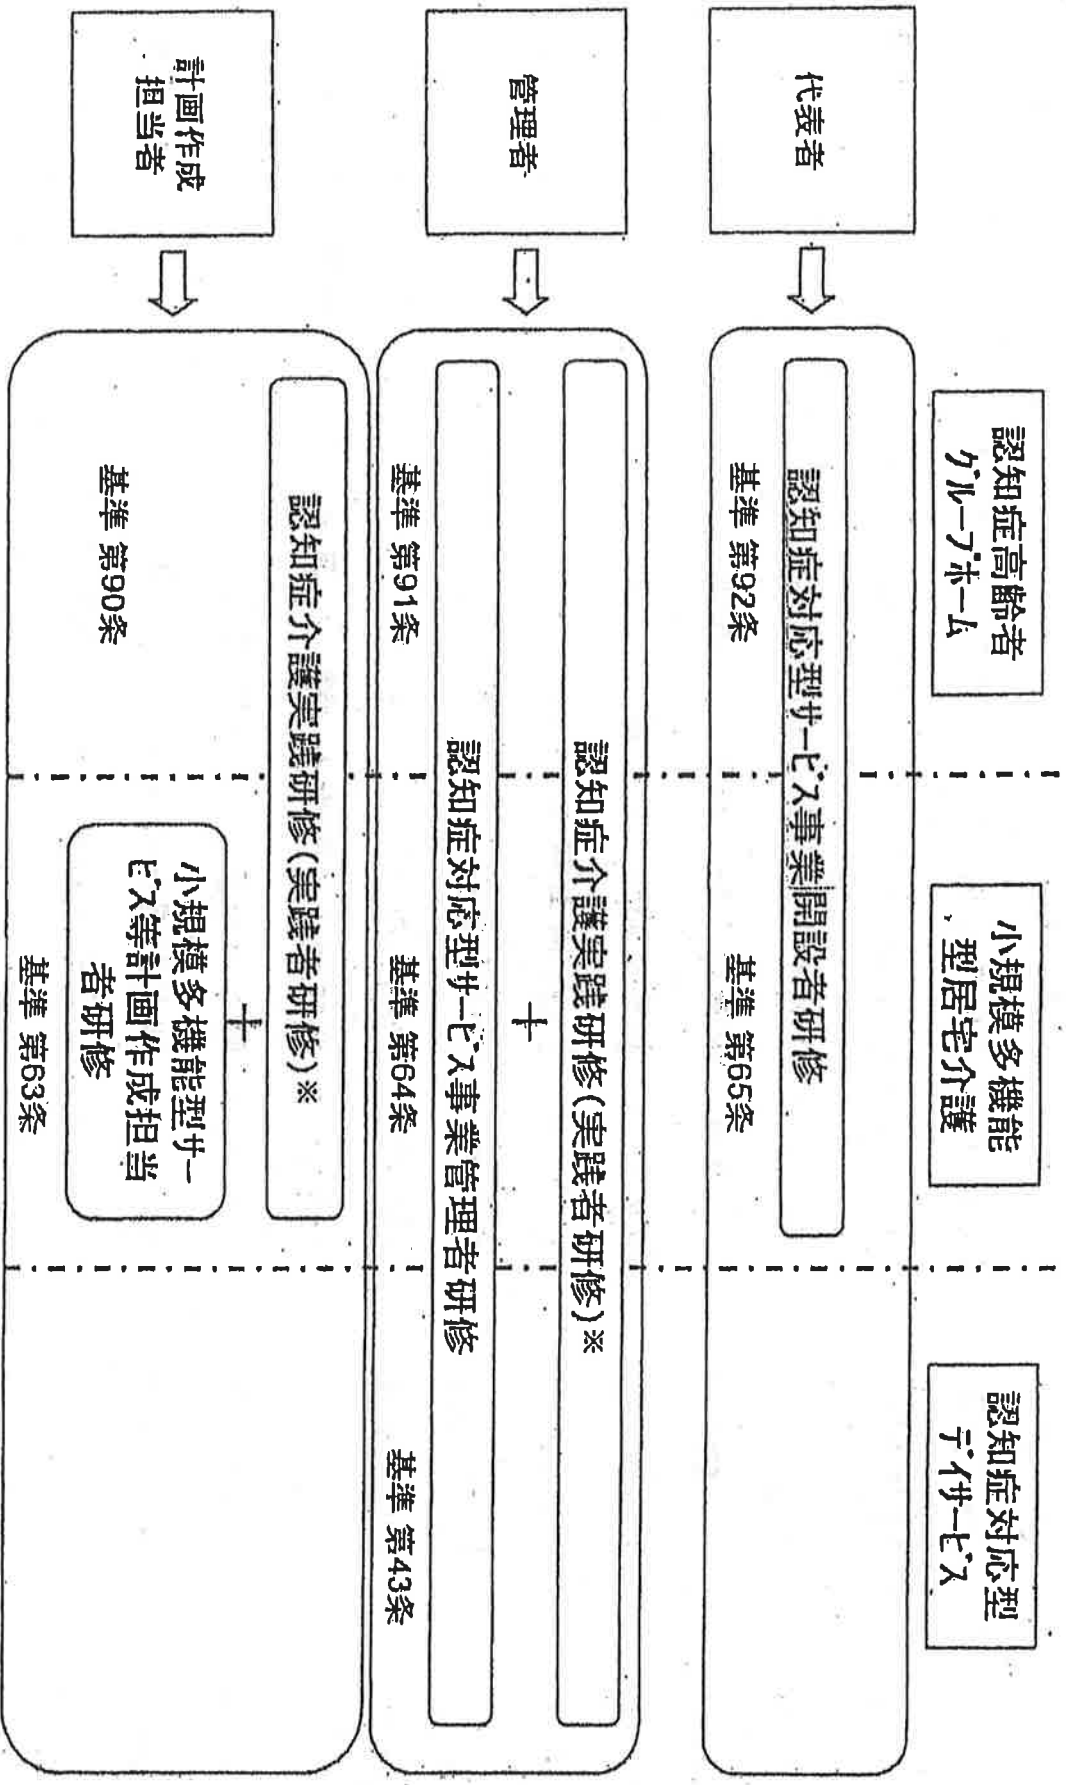 認知症高齢者
グループホーム
小規模多機能
型居宅介護
認知症対応型
デイサービス
代表者
認知症対応型サービス事業開設者研修
基準 第92条
基準 第65条
管理者
認知症介護実践研修(実践者研修)※
＋
認知症対応型サービス事業管理者研修
基準 第91条
基準 第64条
基準 第43条
計画作成
担当者
認知症介護実践研修(実践者研修)※
＋
小規模多機能型サー
ビス等計画作成担当
者研修
基準 第90条
基準 第63条